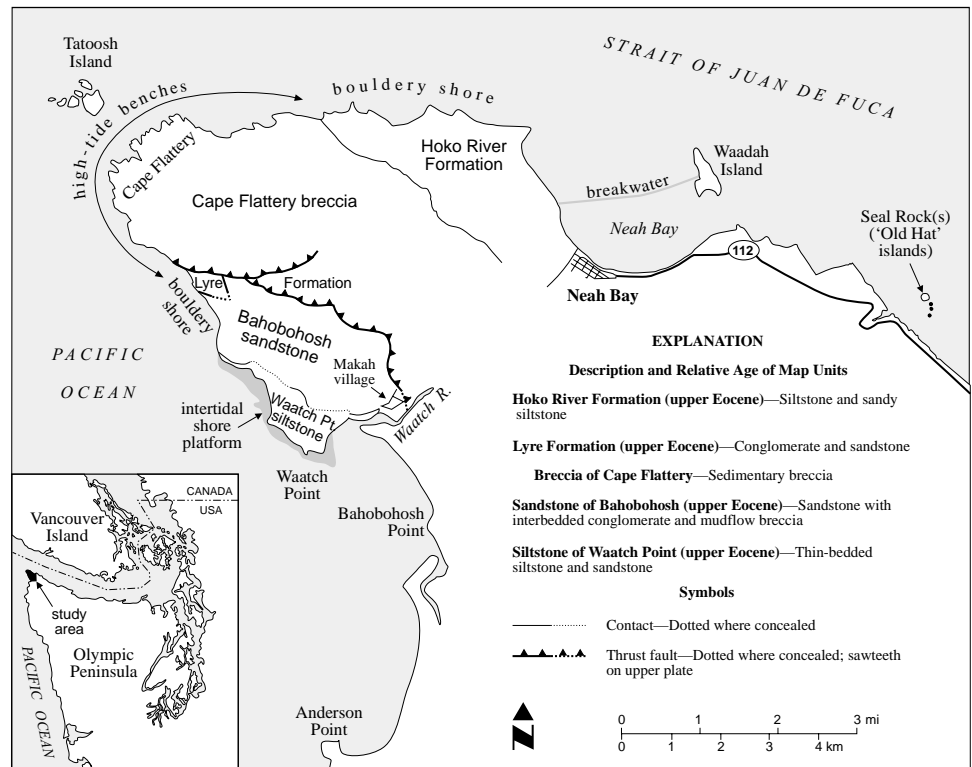 Tatoosh
Island
high-tide benches
bouldery shore
STRAIT OF JUAN DE FUCA
Cape Flattery
Hoko River
Formation
Cape Flattery breccia
Waadah
Island
breakwater
Neah Bay
Seal Rock(s)
('Old Hat'
islands)
112
Neah Bay
Lyre
Formation
bouldery
shore
Bahobohosh
sandstone
PACIFIC
OCEAN
Makah
village
Waatch R.
Waatch Pt.
siltstone
intertidal
shore
platform
Waatch
Point
Bahobohosh
Point
Anderson
Point
EXPLANATION
Description and Relative Age of Map Units
Hoko River Formation (upper Eocene)—Siltstone and sandy
siltstone
Lyre Formation (upper Eocene)—Conglomerate and sandstone
Breccia of Cape Flattery—Sedimentary breccia
Sandstone of Bahobohosh (upper Eocene)—Sandstone with
interbedded conglomerate and mudflow breccia
Siltstone of Waatch Point (upper Eocene)—Thin-bedded
siltstone and sandstone
Symbols
Contact—Dotted where concealed
Thrust fault—Dotted where concealed; sawteeth
on upper plate
N
0 1 2 3 mi
0 1 2 3 4 km
CANADA
USA
Vancouver
Island
study
area
Olympic
Peninsula
PACIFIC OCEAN